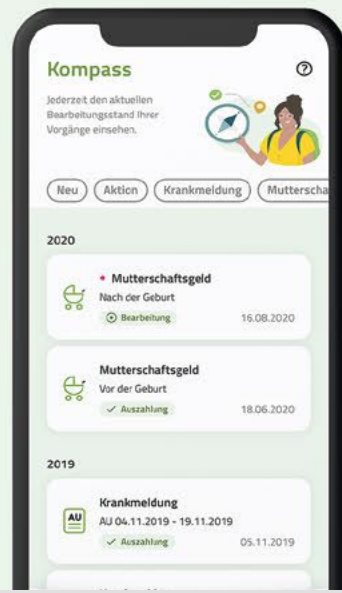 Kompass
Jederzeit den aktuellen
Bearbeitungsstand Ihrer
Vorgänge einsehen.
Neu
Aktion
Krankmeldung
Mutterscha
2020
Mutterschaftsgeld
Nach der Geburt
Bearbeitung 16.08.2020
Mutterschaftsgeld
Vor der Geburt
Auszahlung 18.06.2020
2019
AU
Krankmeldung
AU 04.11.2019 - 19.11.2019
Auszahlung 05.11.2019